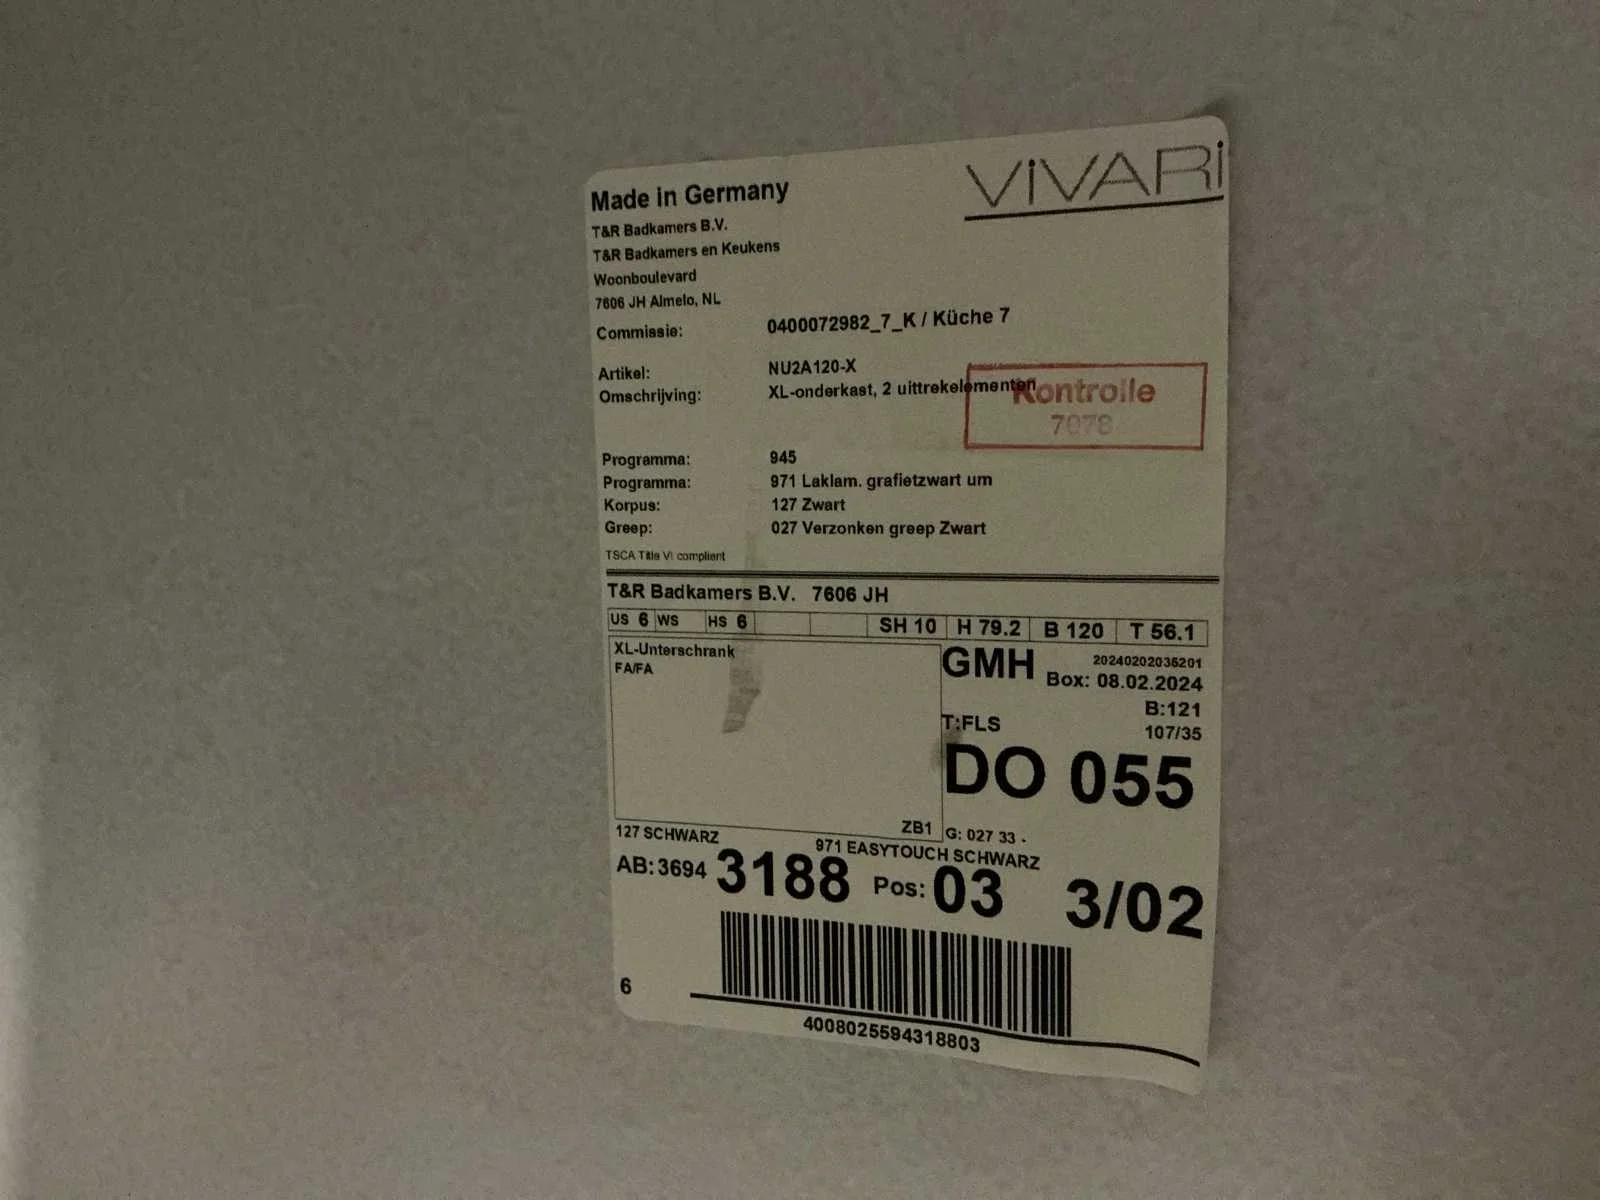 ViVARi
Made in Germany
T&R Badkamers B.V.
T&R Badkamers en Keukens
Woonboulevard
7606 JH Almelo, NL
Commissie: 0400072982_7_K / Küche 7
Artikel: NU2A120-X
Omschrijving: XL-onderkast, 2 uittrekelementen
Kontrolle
7078
Programma: 945
Programma: 971 Laklam. grafietzwart um
Korpus: 127 Zwart
Greep: 027 Verzonken greep Zwart
TSCA Title VI complient
T&R Badkamers B.V. 7606 JH
US 6 WS HS 6 SH 10 H 79.2 B 120 T 56.1
XL-Unterschrank
FA/FA
GMH 20240202036201
Box: 08.02.2024
B:121
T:FLS 107/35
DO 055
ZB1 G: 027 33 -
127 SCHWARZ 971 EASYTOUCH SCHWARZ
AB: 3694 3188 Pos: 03 3/02
6
4008025594318803